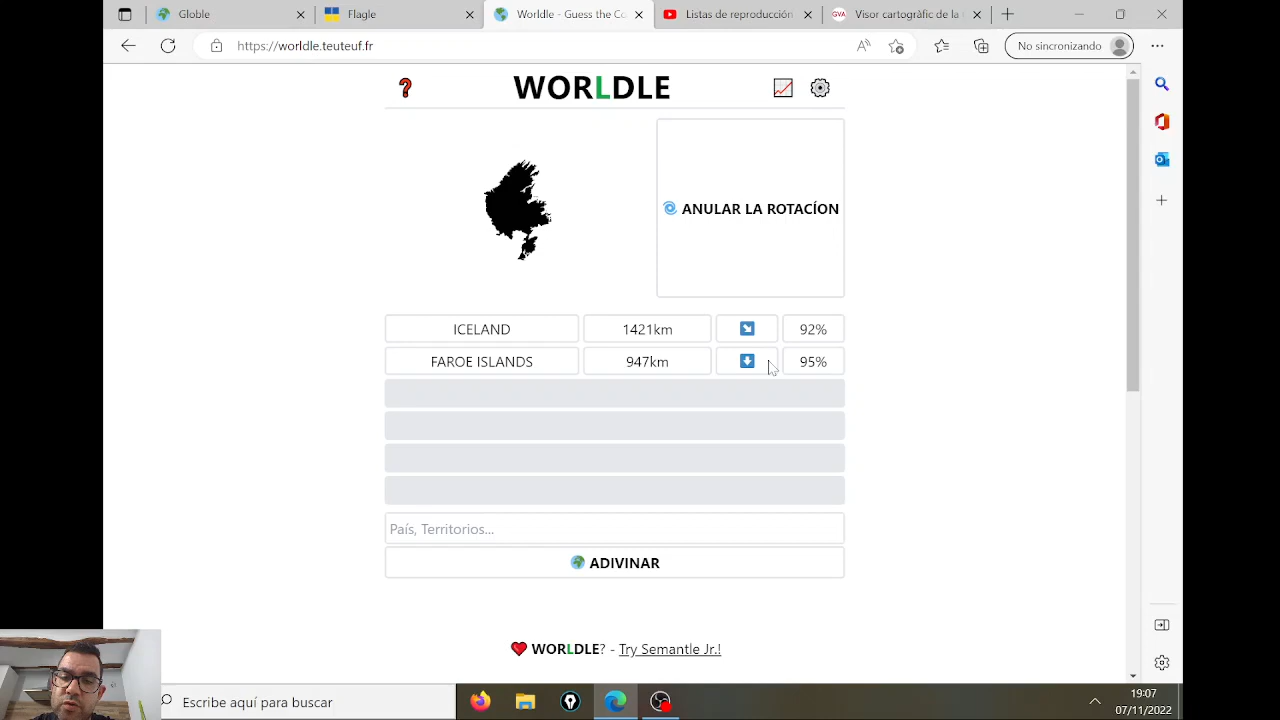 Globle
Flagle
Worldle - Guess the Co
Listas de reproducción
GVA
Visor cartogràfic de la
https://worldle.teuteuf.fr
No sincronizando
WORLDLE
ANULAR LA ROTACÍON
ICELAND 1421km 92%
FAROE ISLANDS 947km 95%
País, Territorios...
ADIVINAR
WORLDLE? - Try Semantle Jr.!
Escribe aquí para buscar
19:07
07/11/2022